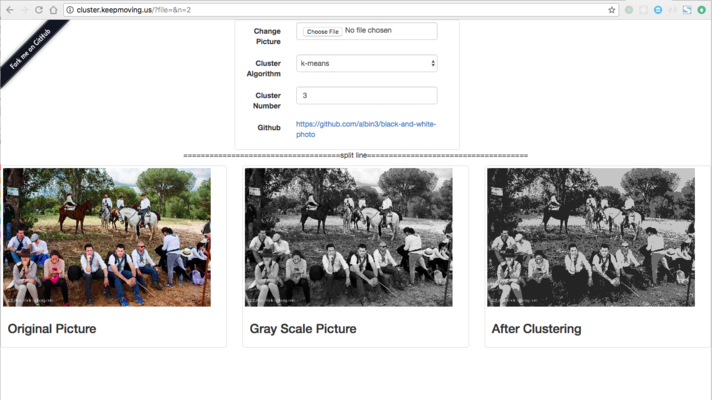 cluster.keepmoving.us/?file=&n=2
Fork me on GitHub
Change
Picture
Choose File No file chosen
Cluster
Algorithm
k-means
Cluster
Number
3
Github
https://github.com/albin3/black-and-white-
photo
====================================split line=====================================
Original Picture
Gray Scale Picture
After Clustering